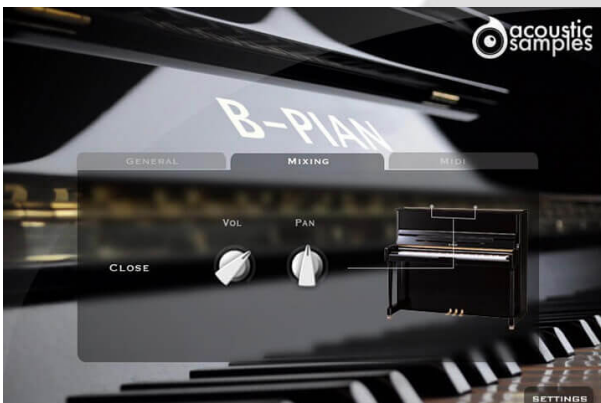 acoustic
samples
B-PIAN
GENERAL
MIXING
MIDI
VOL
PAN
CLOSE
SETTINGS